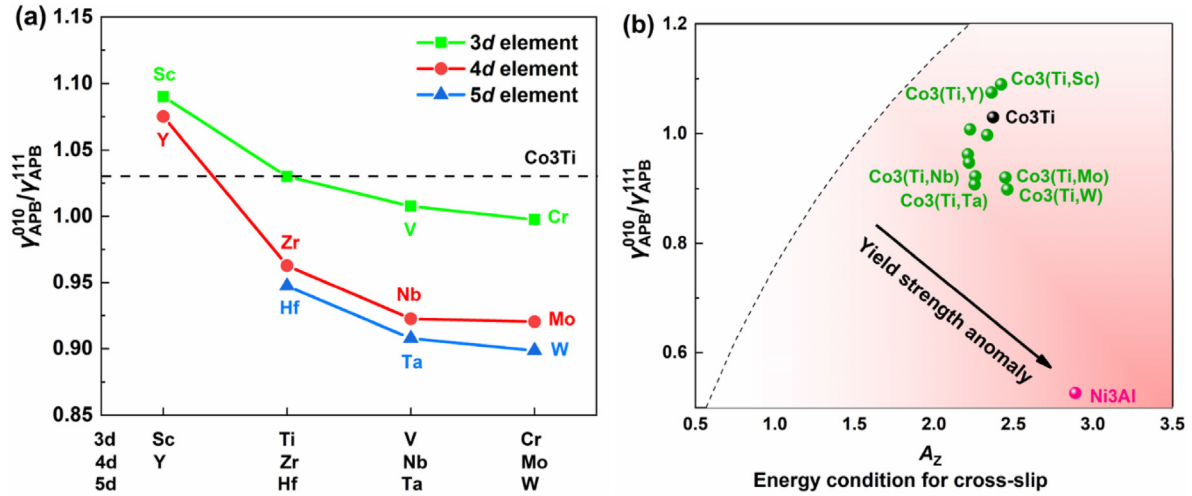 (a)
1.15
1.10
1.05
1.00
0.95
0.90
0.85
γ010APB/γ111APB
3d element
4d element
5d element
Sc
Y
Co3Ti
Zr
Hf
V
Cr
Nb
Ta
Mo
W
3d Sc Ti V Cr
4d Y Zr Nb Mo
5d Hf Ta W
(b)
1.2
1.0
0.8
0.6
γ010APB/γ111APB
Co3(Ti,Sc)
Co3(Ti,Y)
Co3Ti
Co3(Ti,Nb)
Co3(Ti,Mo)
Co3(Ti,Ta)
Co3(Ti,W)
Yield strength anomaly
Ni3Al
0.5 1.0 1.5 2.0 2.5 3.0 3.5
AZ
Energy condition for cross-slip